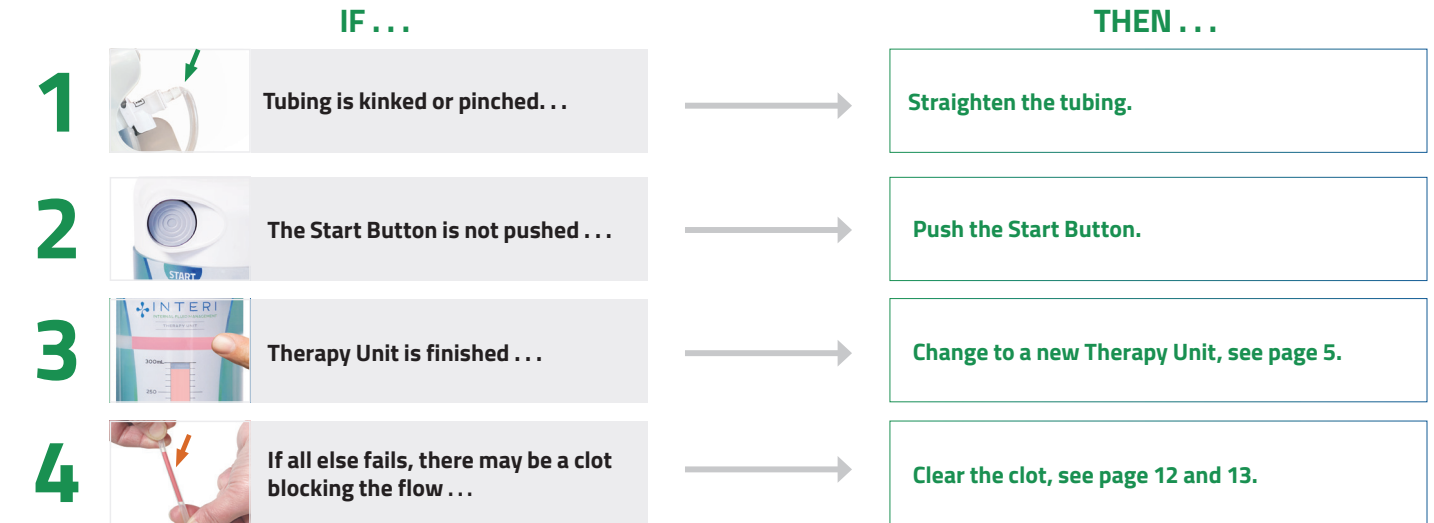 IF . . .
THEN . . .
1
Tubing is kinked or pinched. . .
Straighten the tubing.
2
START
The Start Button is not pushed . . .
Push the Start Button.
3
INTERI
THERAPY UNIT
300mL
250
Therapy Unit is finished . . .
Change to a new Therapy Unit, see page 5.
4
If all else fails, there may be a clot
blocking the flow . . .
Clear the clot, see page 12 and 13.